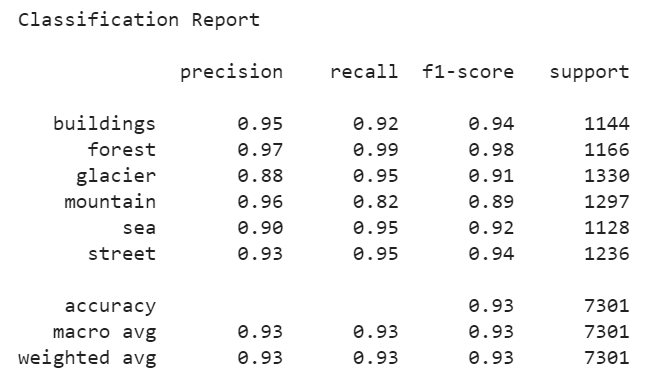 Classification Report
precision recall f1-score support
buildings 0.95 0.92 0.94 1144
forest 0.97 0.99 0.98 1166
glacier 0.88 0.95 0.91 1330
mountain 0.96 0.82 0.89 1297
sea 0.90 0.95 0.92 1128
street 0.93 0.95 0.94 1236
accuracy 0.93 7301
macro avg 0.93 0.93 0.93 7301
weighted avg 0.93 0.93 0.93 7301